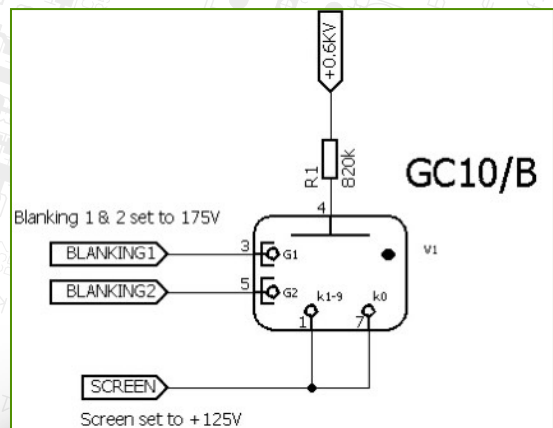 +0.6KV
R1
820k
GC10/B
4
Blanking 1 & 2 set to 175V
V1
BLANKING1
3
G1
BLANKING2
5
G2
k1-9
k0
1
7
SCREEN
Screen set to +125V